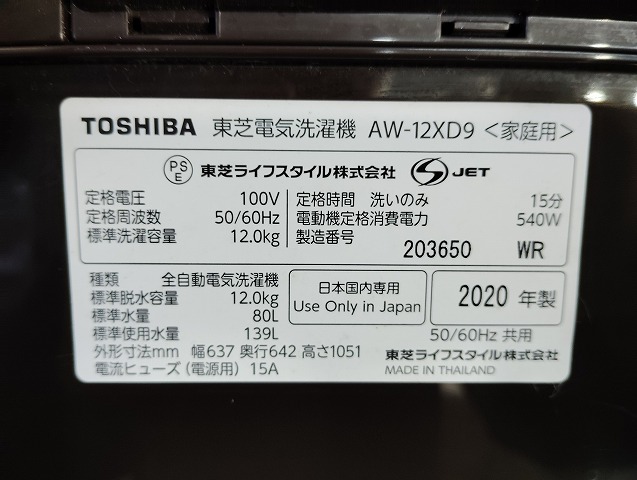 TOSHIBA 東芝電気洗濯機 AW-12XD9 <家庭用>
PSE 東芝ライフスタイル株式会社 S JET
定格電圧 100V
定格周波数 50/60Hz
標準洗濯容量 12.0kg
定格時間 洗いのみ 15分
電動機定格消費電力 540W
製造番号 203650 WR
種類 全自動電気洗濯機
標準脱水容量 12.0kg
標準水量 80L
標準使用水量 139L
外形寸法mm 幅637 奥行642 高さ1051
電流ヒューズ (電源用) 15A
日本国内専用
Use Only in Japan
2020 年製
50/60Hz 共用
東芝ライフスタイル株式会社
MADE IN THAILAND